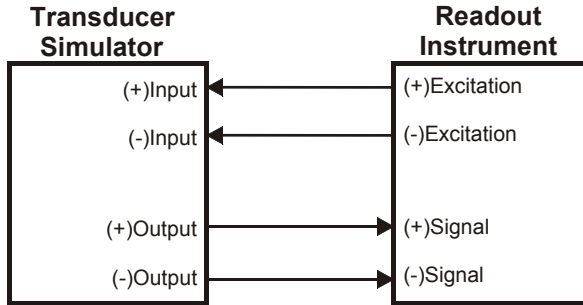 Transducer
Simulator
Readout
Instrument
(+)Input
(+)Excitation
(-)Input
(-)Excitation
(+)Output
(+)Signal
(-)Output
(-)Signal